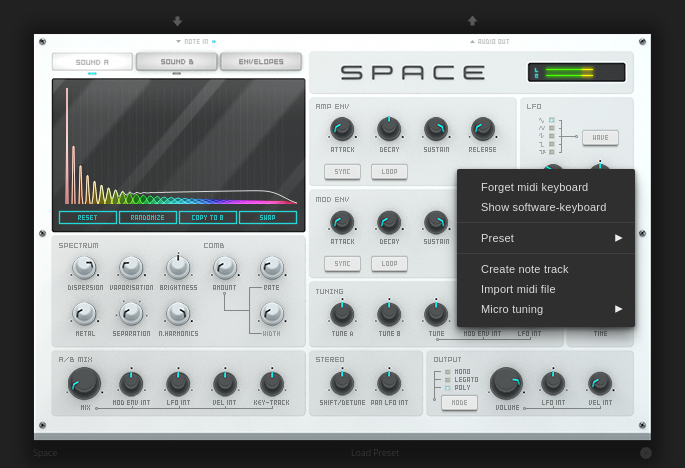 NOTE IN »
AUDIO OUT
SOUND A
SOUND B
ENVELOPES
SPACE
L
R
AMP ENV
LFO
ATTACK
DECAY
SUSTAIN
RELEASE
WAVE
SYNC
LOOP
MOD ENV
ATTACK
DECAY
SUSTAIN
SYNC
LOOP
Forget midi keyboard
Show software-keyboard
Preset
Create note track
Import midi file
Micro tuning
RESET
RANDOMIZE
COPY TO B
SWAP
SPECTRUM
COMB
DISPERSION
VAPORISATION
BRIGHTNESS
AMOUNT
RATE
METAL
SEPARATION
N.HARMONICS
WIDTH
TUNING
TUNE A
TUNE B
TUNE
MOD ENV INT
LFO INT
TIME
A/B MIX
MIX
MOD ENV INT
LFO INT
VEL INT
KEY-TRACK
STEREO
SHIFT/DETUNE
PAN LFO INT
OUTPUT
MONO
LEGATO
POLY
MODE
VOLUME
LFO INT
VEL INT
Space
Load Preset